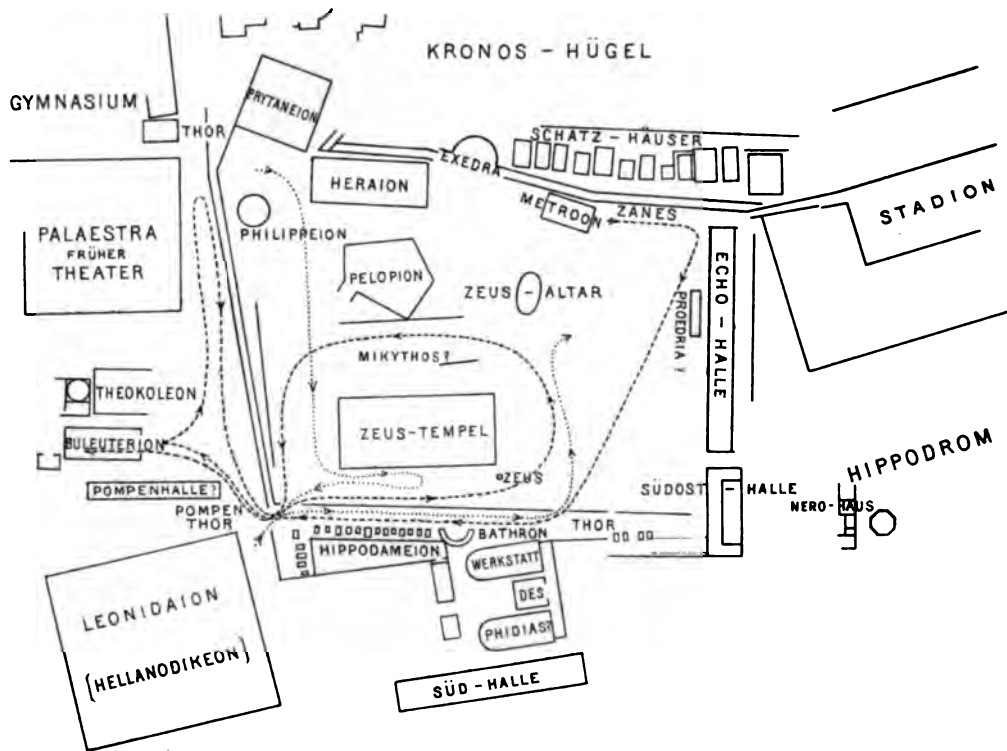 KRONOS - HÜGEL
GYMNASIUM
THOR
PRYTANEION
EXEDRA
SCHATZ - HÄUSER
HERAION
METROON
ZANES
STADION
PALAESTRA
FRÜHER
THEATER
PHILIPPEION
PELOPION
ZEUS - ALTAR
PROEDRIA?
ECHO - HALLE
MIKYTHOS?
THEOKOLEON
BULEUTERION
ZEUS-TEMPEL
ZEUS
POMPENHALLE?
POMPEN
THOR
HIPPODROM
SÜDOST - HALLE
NERO-HAUS
THOR
BATHRON
HIPPODAMEION
WERKSTATT
DES
PHIDIAS?
LEONIDAION
(HELLANODIKEON)
SÜD - HALLE